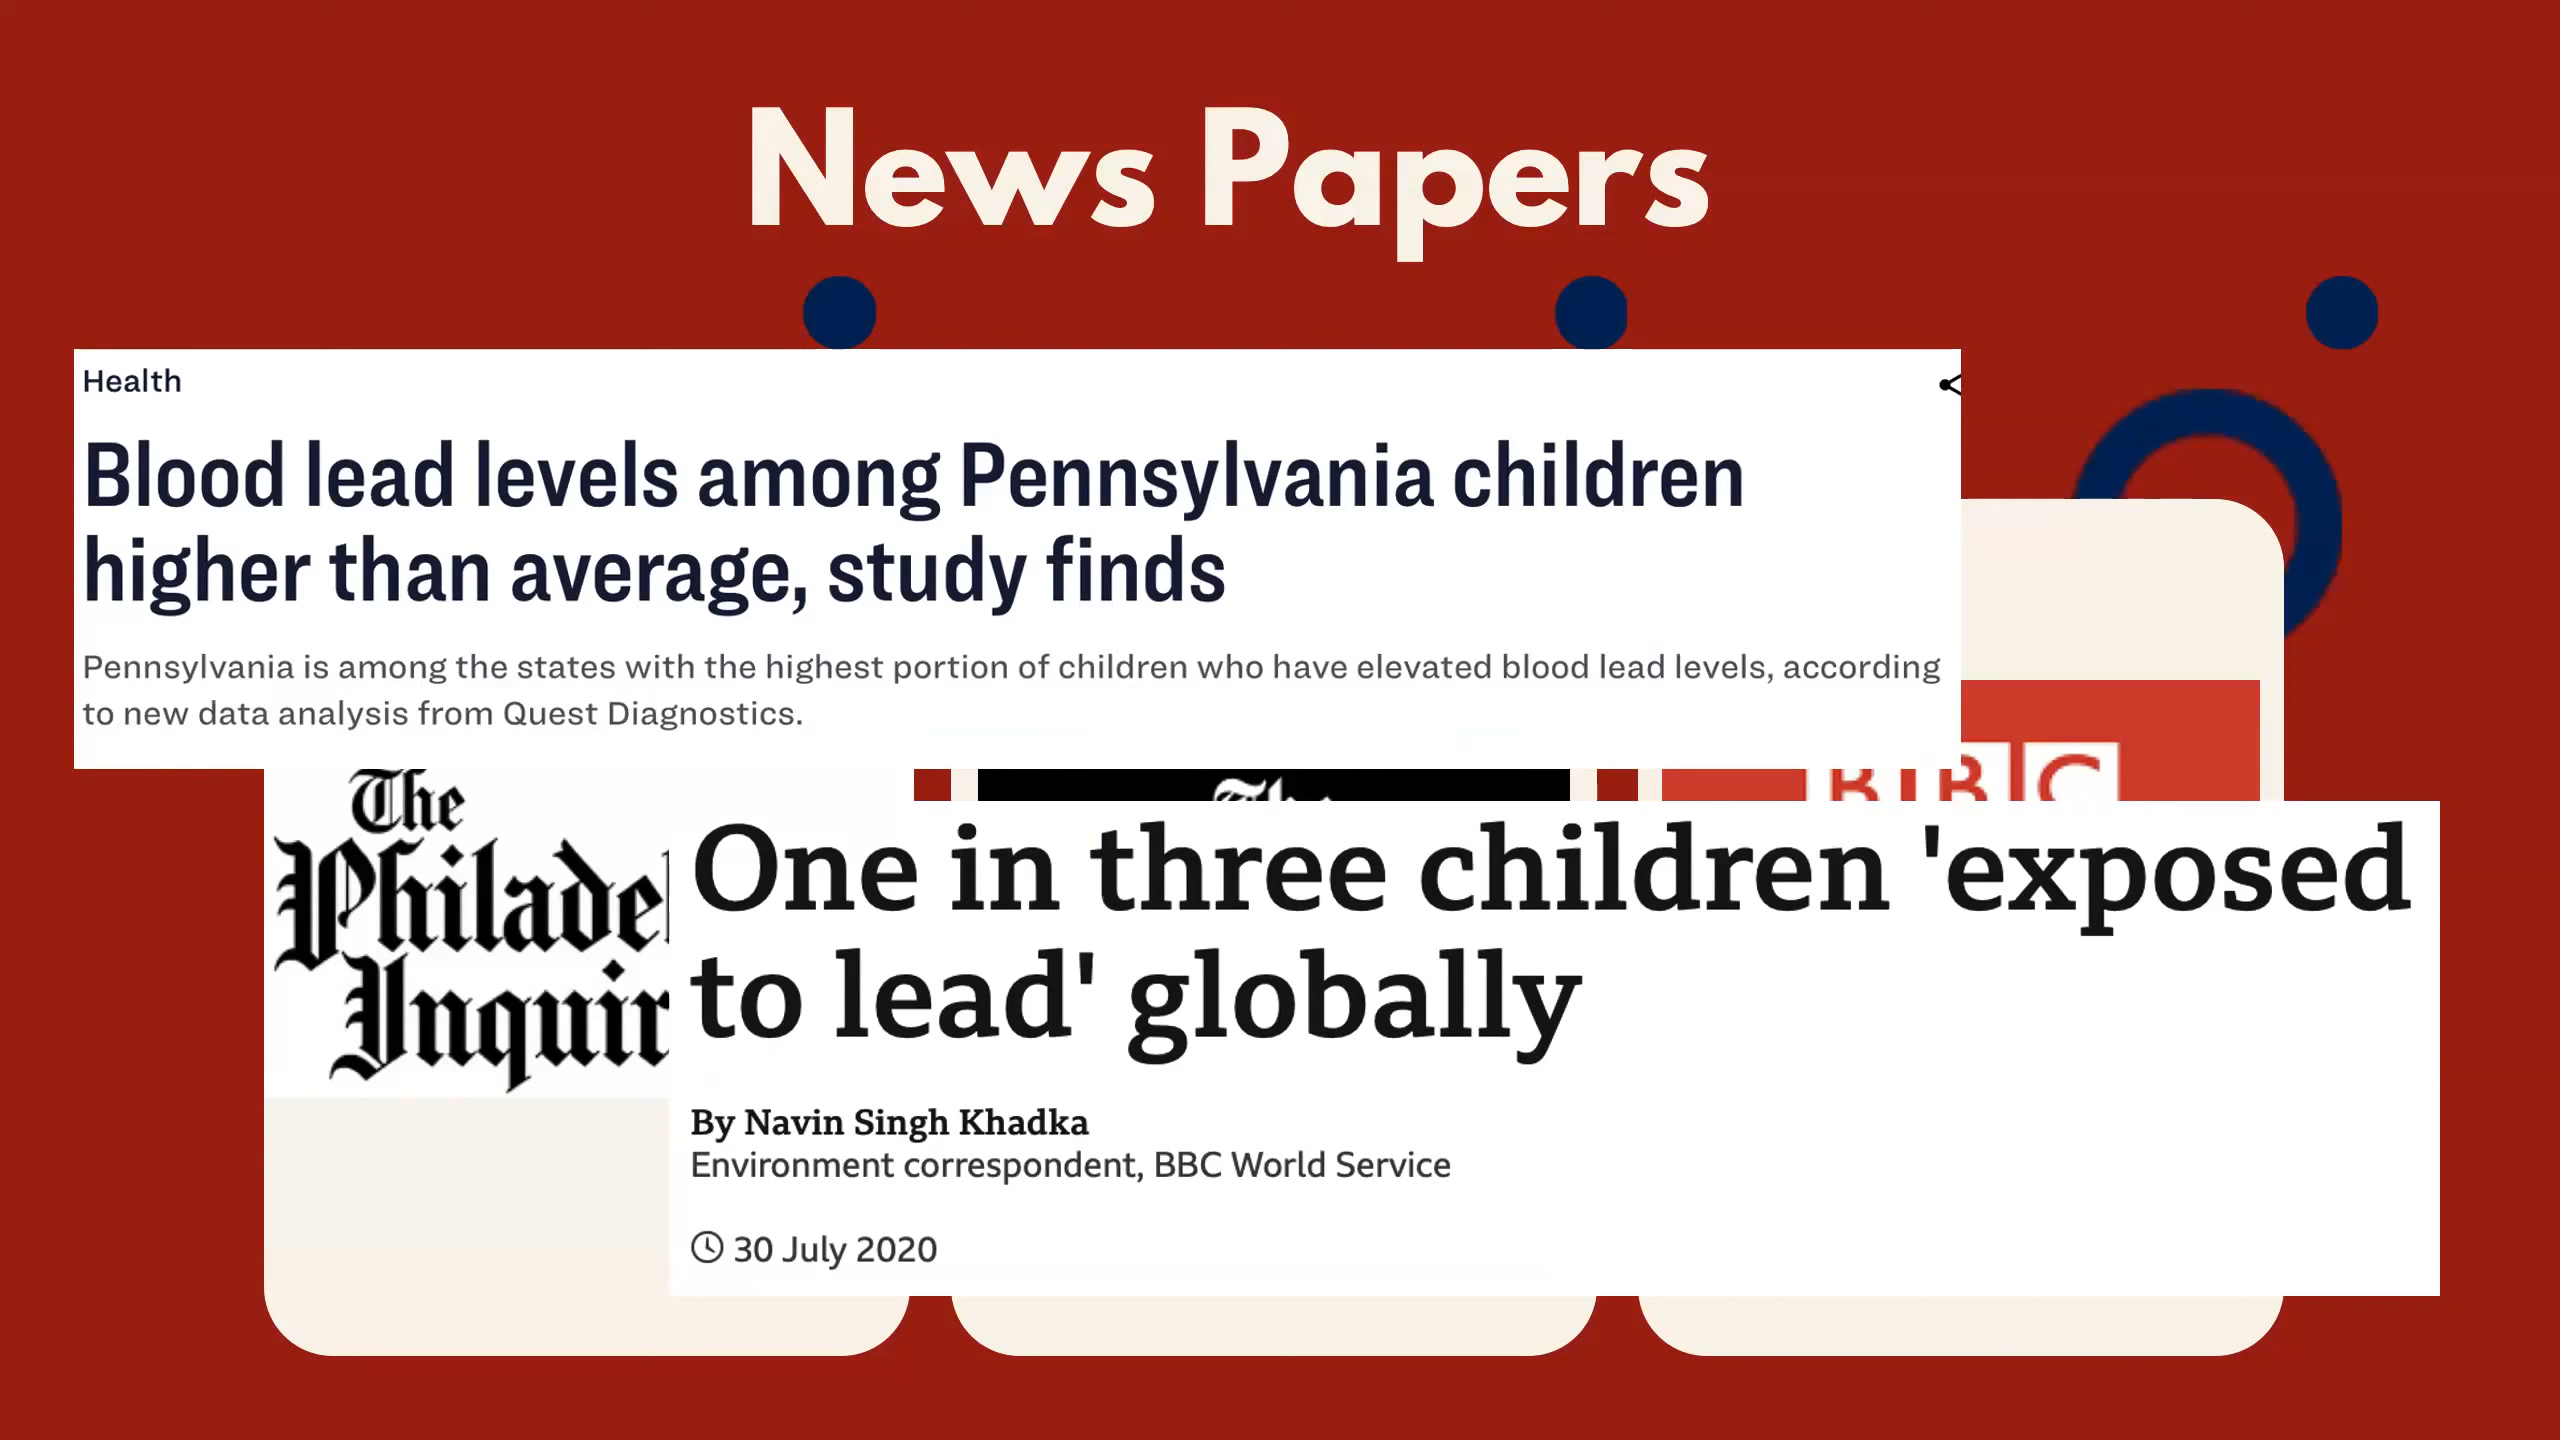 News Papers
Health
Blood lead levels among Pennsylvania children
higher than average, study finds
Pennsylvania is among the states with the highest portion of children who have elevated blood lead levels, according
to new data analysis from Quest Diagnostics.
The
BBC
One in three children 'exposed
to lead' globally
By Navin Singh Khadka
Environment correspondent, BBC World Service
30 July 2020